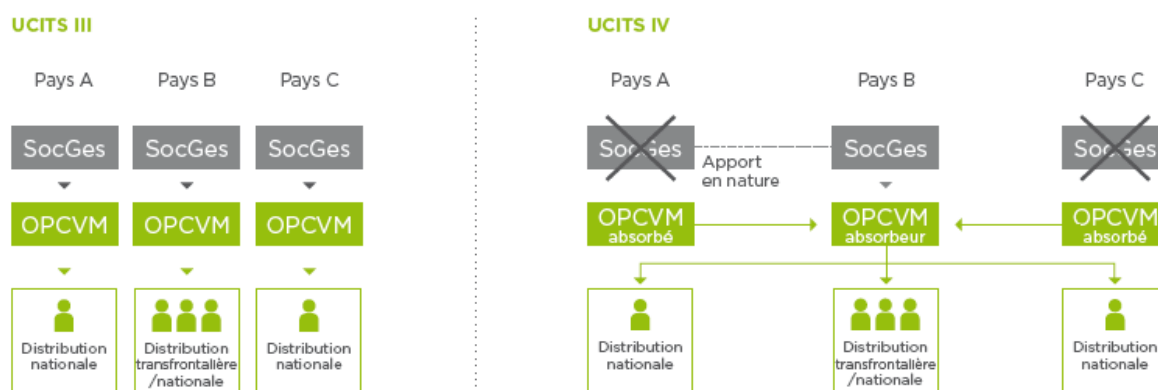 UCITS III
Pays A
Pays B
Pays C
SocGes
SocGes
SocGes
OPCVM
OPCVM
OPCVM
Distribution
nationale
Distribution
transfrontalière
/nationale
Distribution
nationale
UCITS IV
Pays A
Pays B
Pays C
SocGes
Apport
en nature
SocGes
SocGes
OPCVM
absorbé
OPCVM
absorbeur
OPCVM
absorbé
Distribution
nationale
Distribution
transfrontalière
/nationale
Distribution
nationale